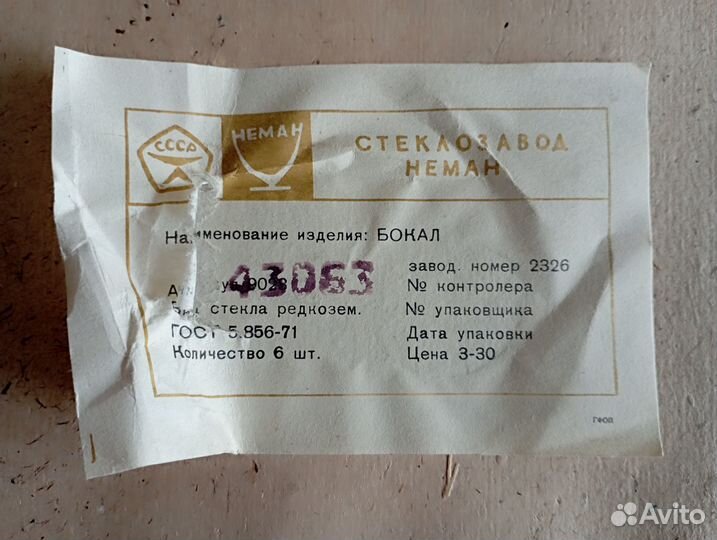 СССР
НЕМАН
СТЕКЛОЗАВОД
НЕМАН
Наименование изделия: БОКАЛ
завод. номер 2326
43063
№ контролера
стекла редкозем.
№ упаковщика
ГОСТ 5.856-71
Дата упаковки
Количество 6 шт.
Цена 3-30
ГФОП
Avito